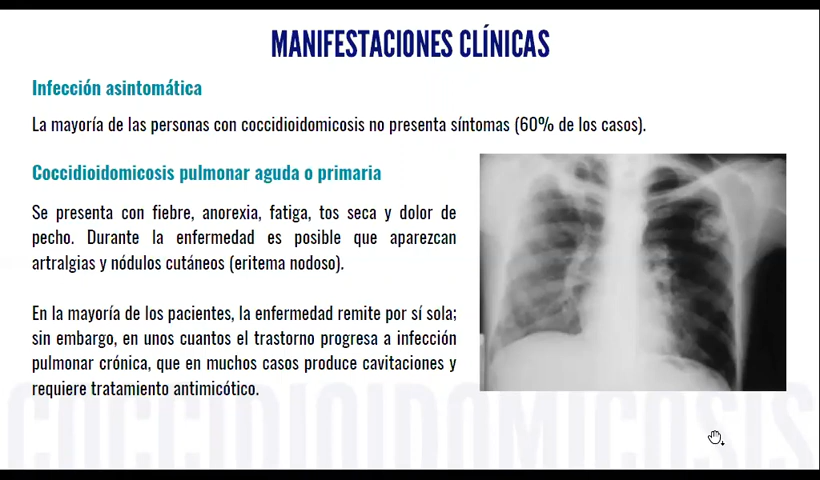 MANIFESTACIONES CLÍNICAS
Infección asintomática
La mayoría de las personas con coccidioidomicosis no presenta síntomas (60% de los casos).
Coccidioidomicosis pulmonar aguda o primaria
Se presenta con fiebre, anorexia, fatiga, tos seca y dolor de
pecho. Durante la enfermedad es posible que aparezcan
artralgias y nódulos cutáneos (eritema nodoso).
En la mayoría de los pacientes, la enfermedad remite por sí sola;
sin embargo, en unos cuantos el trastorno progresa a infección
pulmonar crónica, que en muchos casos produce cavitaciones y
requiere tratamiento antimicótico.
COCCIDIOIDOMICOSIS